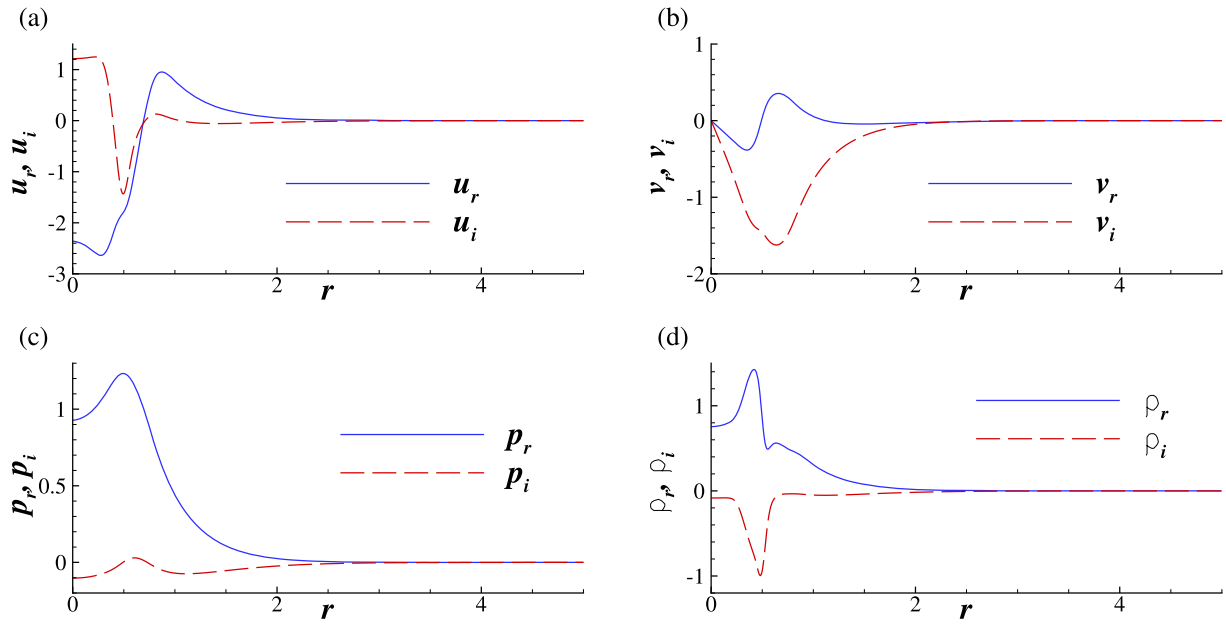 (a)
1
0
-1
-2
-3
u_r, u_i
u_r
u_i
0
2
4
r
(b)
1
0
-1
-2
v_r, v_i
v_r
v_i
0
2
4
r
(c)
1
0.5
0
p_r, p_i
p_r
p_i
0
2
4
r
(d)
1
0
-1
ρ_r, ρ_i
ρ_r
ρ_i
0
2
4
r